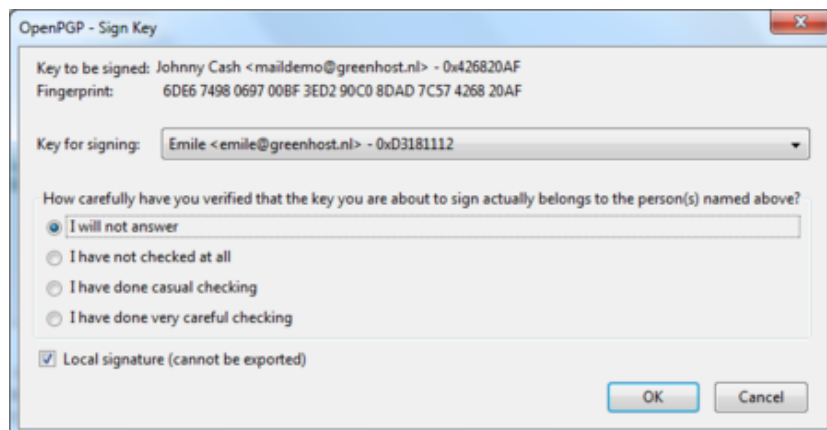 OpenPGP - Sign Key
Key to be signed: Johnny Cash <maildemo@greenhost.nl> - 0x426820AF
Fingerprint: 6DE6 7498 0697 00BF 3ED2 90C0 8DAD 7C57 4268 20AF
Key for signing: Emile <emile@greenhost.nl> - 0xD3181112
How carefully have you verified that the key you are about to sign actually belongs to the person(s) named above?
I will not answer
I have not checked at all
I have done casual checking
I have done very careful checking
Local signature (cannot be exported)
OK Cancel